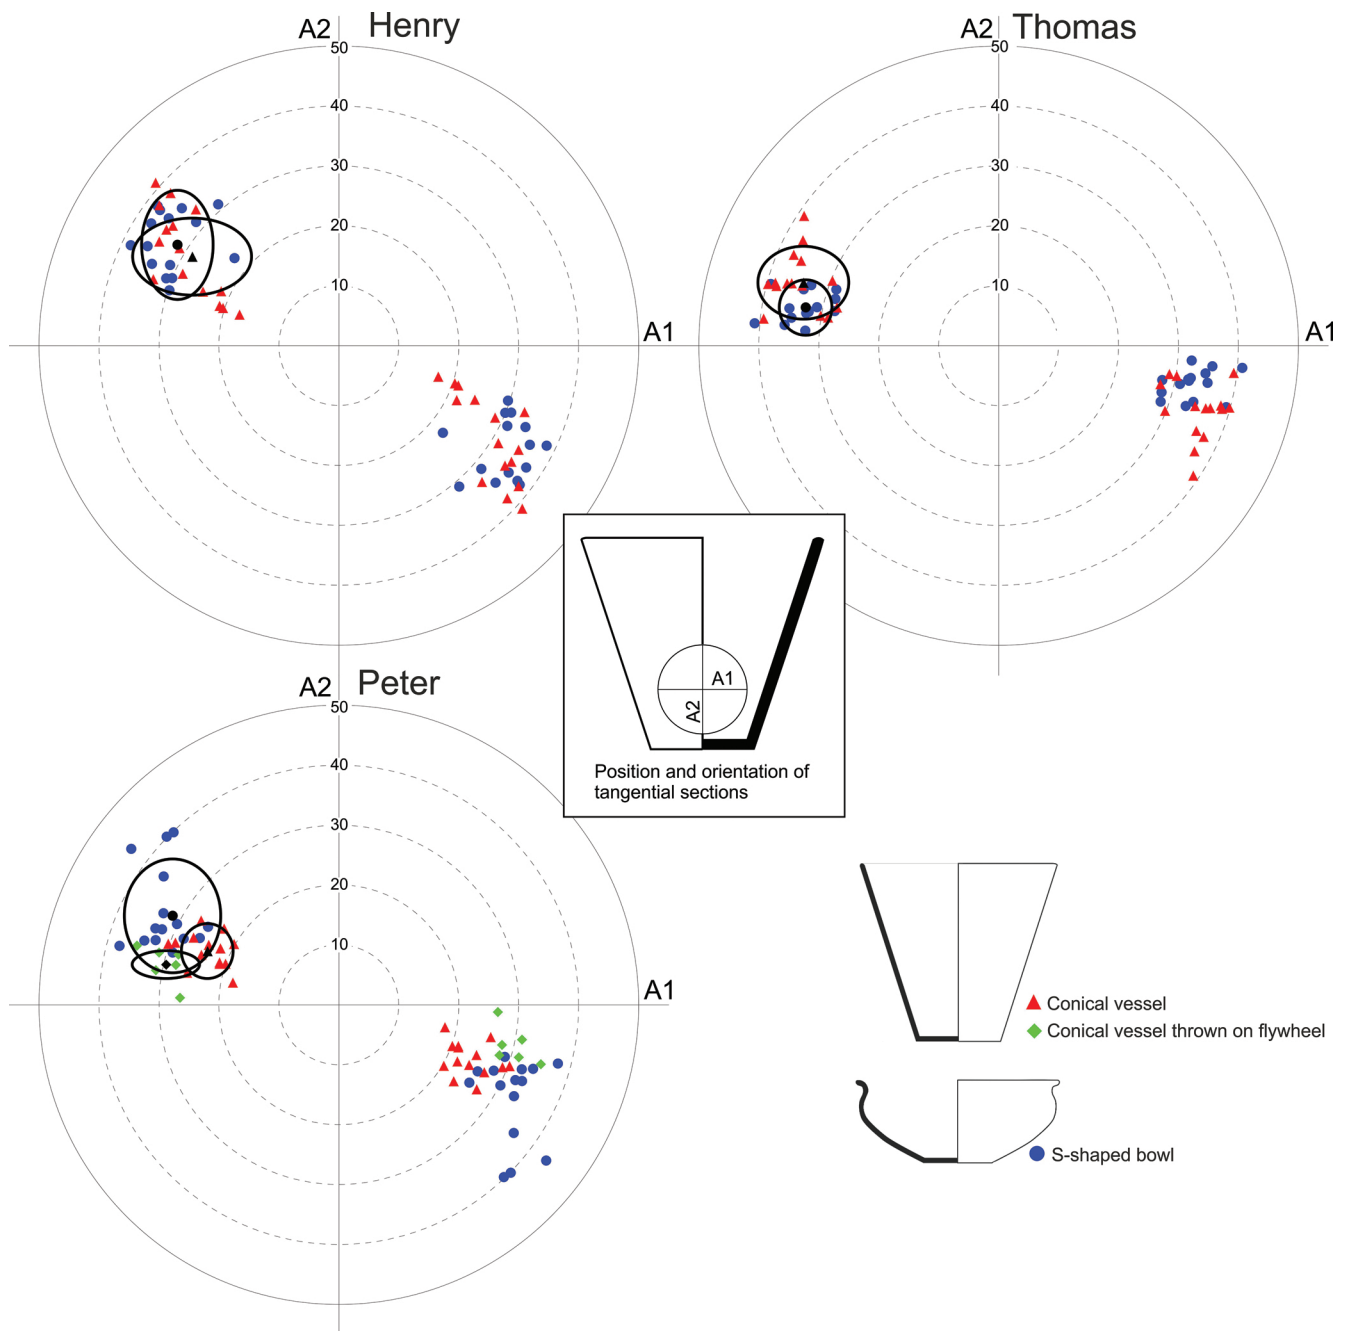 A2 Henry
50
40
30
20
10
A1
A2 Thomas
50
40
30
20
10
A1
A1
A2
Position and orientation of
tangential sections
A2 Peter
50
40
30
20
10
A1
Conical vessel
Conical vessel thrown on flywheel
S-shaped bowl